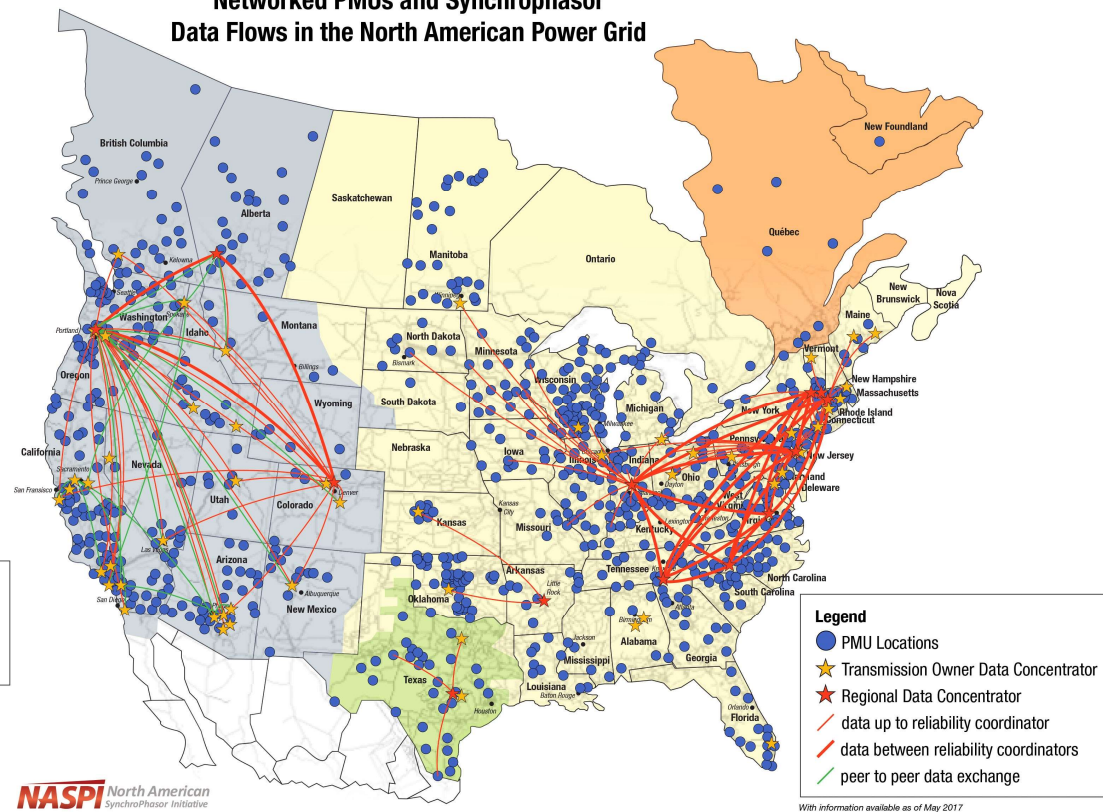 Networked PMUs and Synchrophasor
Data Flows in the North American Power Grid
British Columbia
Prince George
Alberta
Saskatchewan
Manitoba
Ontario
Québec
New Foundland
New
Brunswick
Nova
Scotia
Maine
Kelowna
Seattle
Washington
Portland
Idaho
Montana
Billings
North Dakota
Bismark
Minnesota
Wisconsin
Milwaukee
Michigan
Vermont
New Hampshire
Massachusetts
Rhode Island
Connecticut
New York
New Jersey
Deleware
Oregon
Wyoming
South Dakota
California
Sacramento
San Fransisco
Nevada
Utah
Colorado
Denver
Nebraska
Iowa
Illinois
Indiana
Ohio
Dayton
West
Kansas
Kansas
City
Missouri
Kentucky
Lexington
Las Vegas
Arizona
San Diego
New Mexico
Albuquerque
Oklahoma
Arkansas
Little
Rock
Tennessee
North Carolina
South Carolina
Atlanta
Alabama
Georgia
Jackson
Mississippi
Louisiana
Baton Rouge
Texas
Houston
Orlando
Florida
Legend
PMU Locations
Transmission Owner Data Concentrator
Regional Data Concentrator
data up to reliability coordinator
data between reliability coordinators
peer to peer data exchange
With information available as of May 2017
NASPI North American
SynchroPhasor Initiative